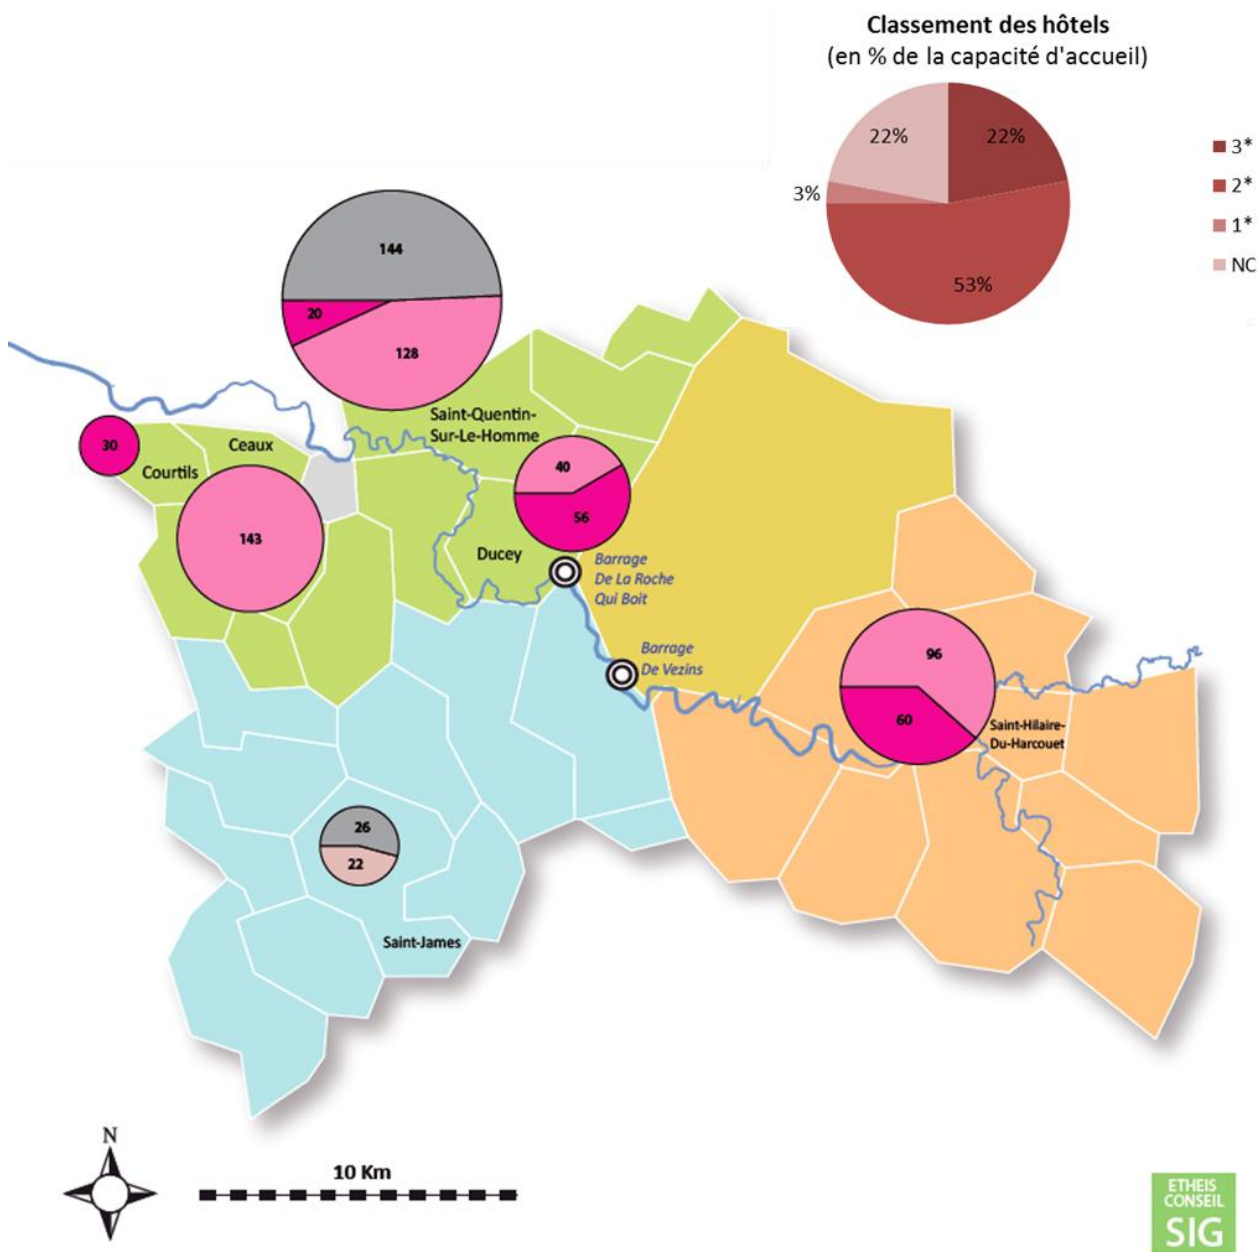 Classement des hôtels
(en % de la capacité d'accueil)
22%
22%
3%
53%
3*
2*
1*
NC
144
20
128
Saint-Quentin-
Sur-Le-Homme
30
Ceaux
Courtils
40
56
143
Ducey
Barrage
De La Roche
Qui Boit
Barrage
De Vezins
96
60
Saint-Hilaire-
Du-Harcouet
26
22
Saint-James
N
10 Km
ETHEIS
CONSEIL
SIG